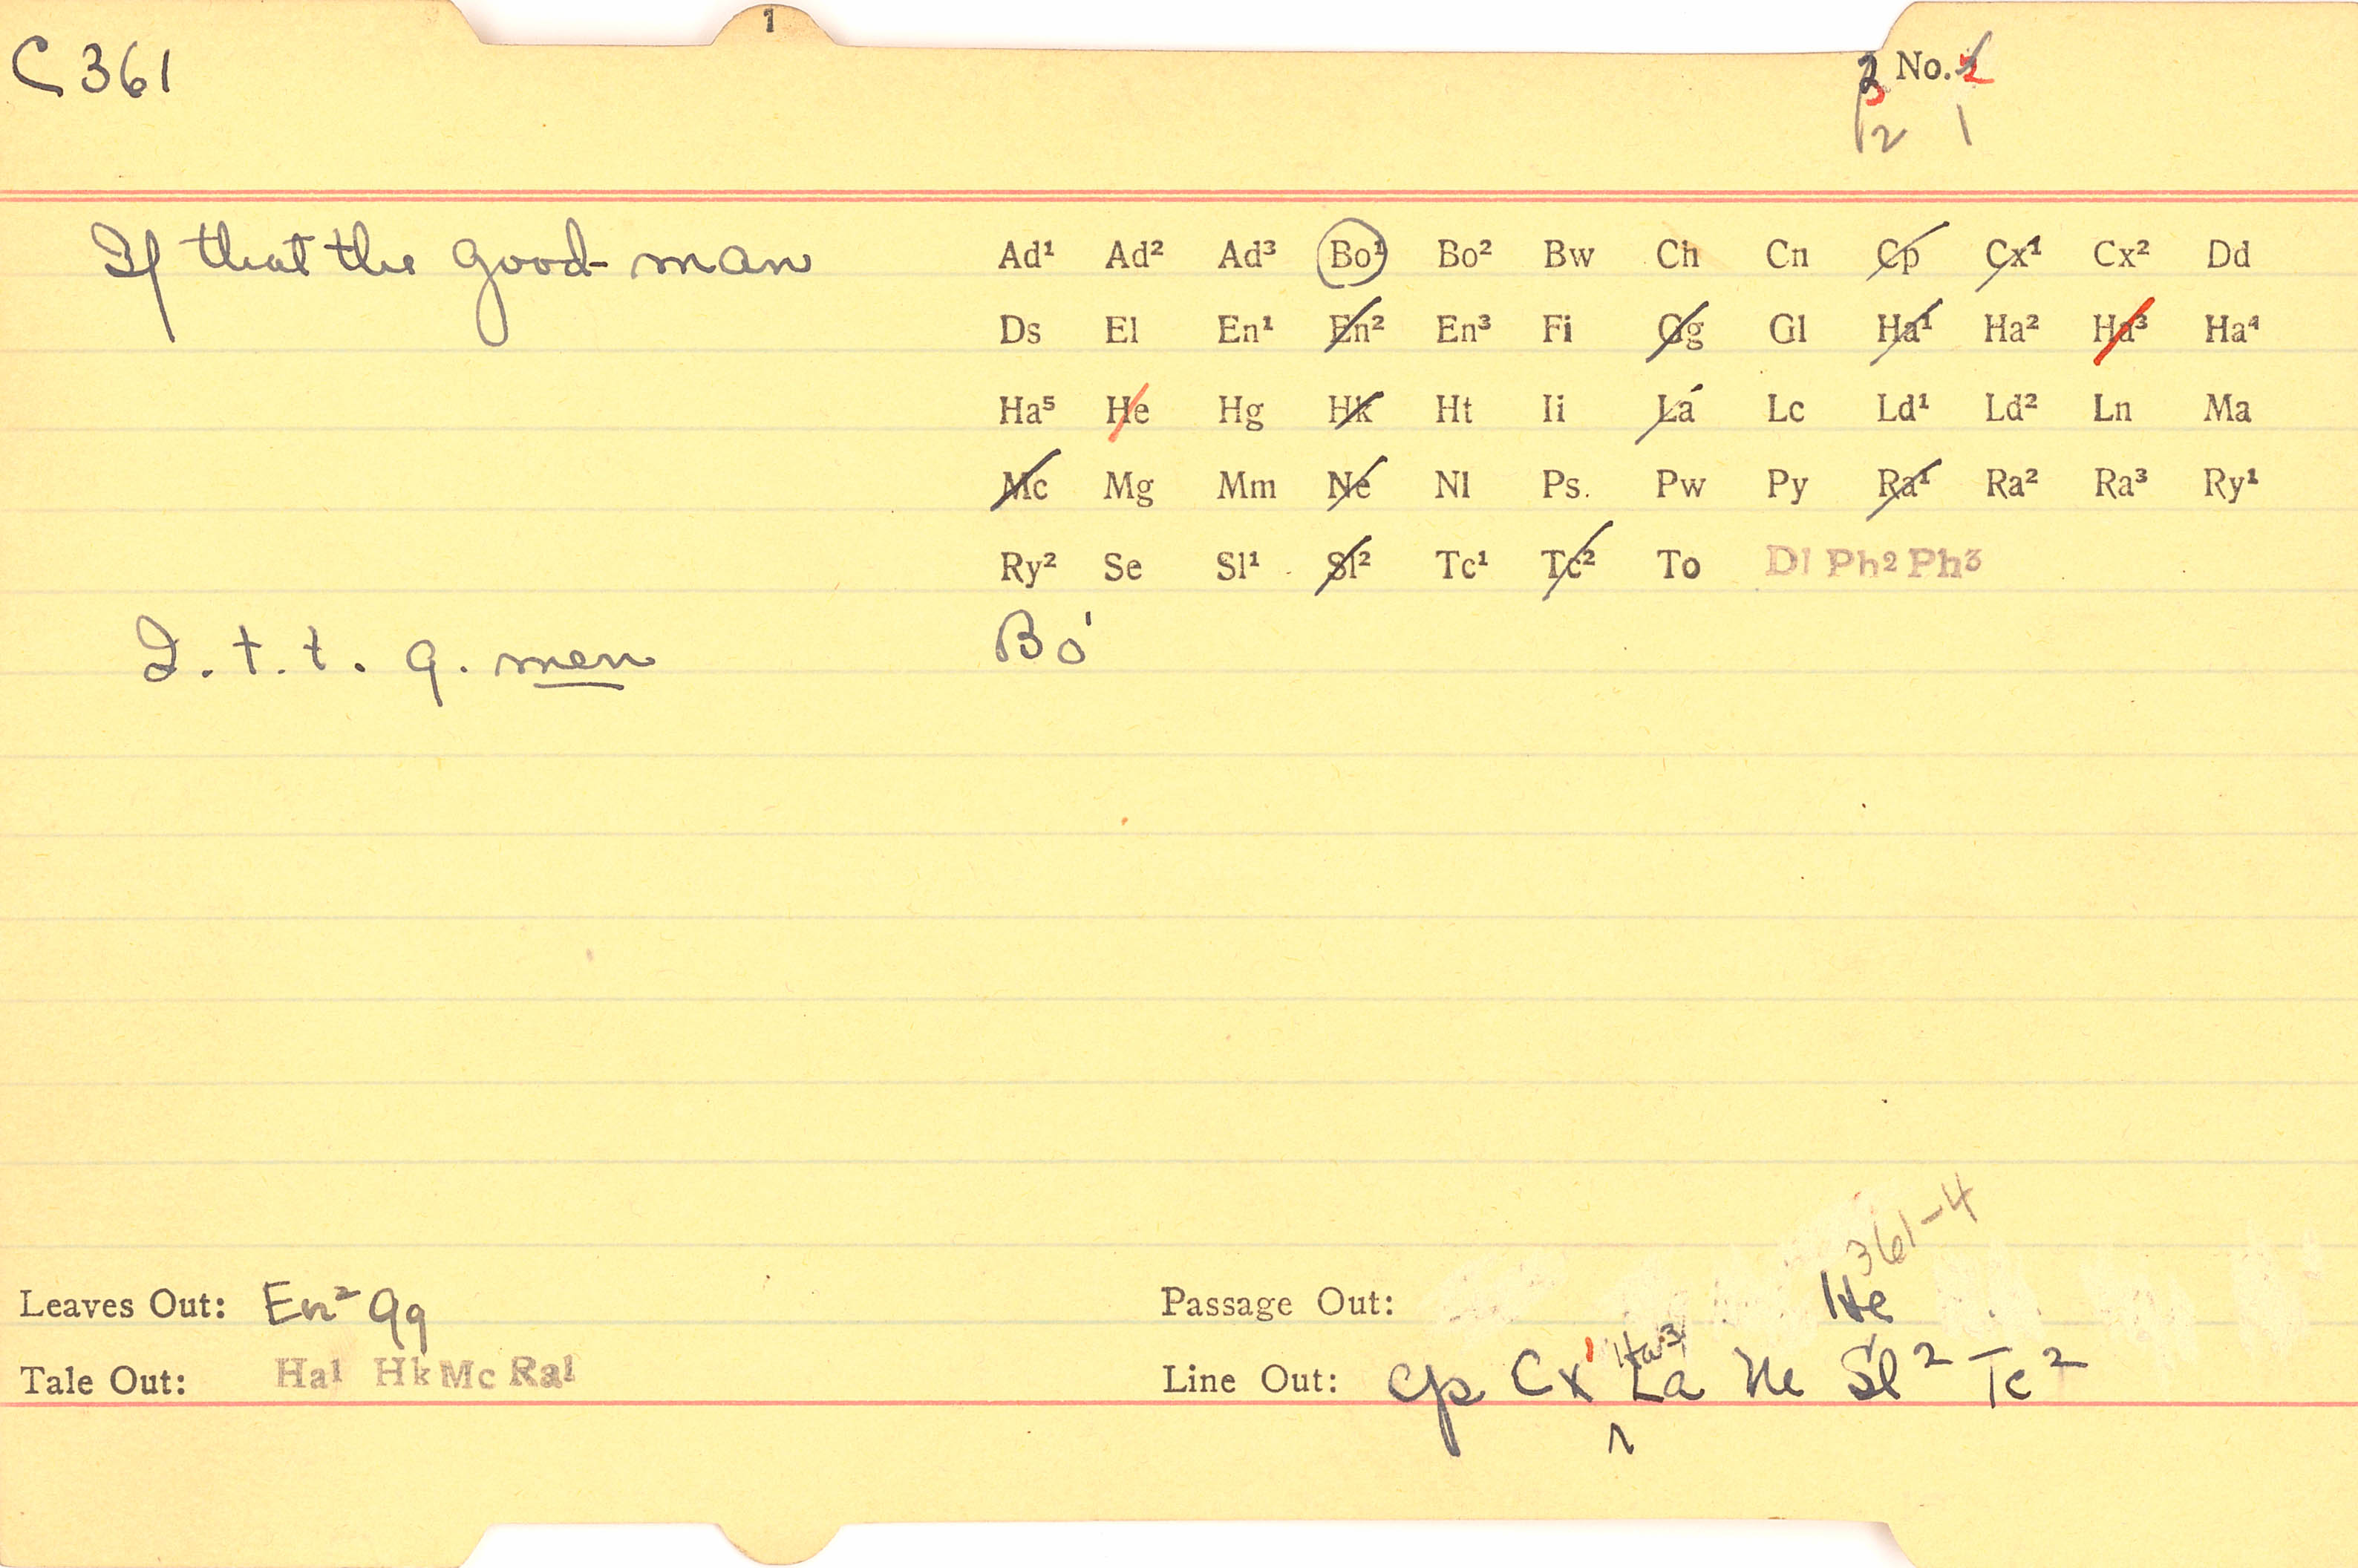 1
C 361
No.
2 1
If that the good-man
Ad¹ Ad² Ad³ Bo¹ Bo² Bw Ch Cn Cp Cx¹ Cx² Dd
Ds El En¹ En² En³ Fi Gg Gl Ha¹ Ha² Ha³ Ha⁴
Ha⁵ He Hg Hk Ht Ii La Lc Ld¹ Ld² Ln Ma
Mc Mg Mm Ne Nl Ps. Pw Py Ra¹ Ra² Ra³ Ry¹
Ry² Se Sl¹ Sl² Tc¹ Tc² To Dl Ph² Ph³
I. t. t. g. men Bo¹
361-4
Leaves Out: En² Gg Passage Out: He
Ha³
Tale Out: Ha¹ Hk Mc Ra¹ Line Out: Cp Cx¹ La Ne Sl² Tc²